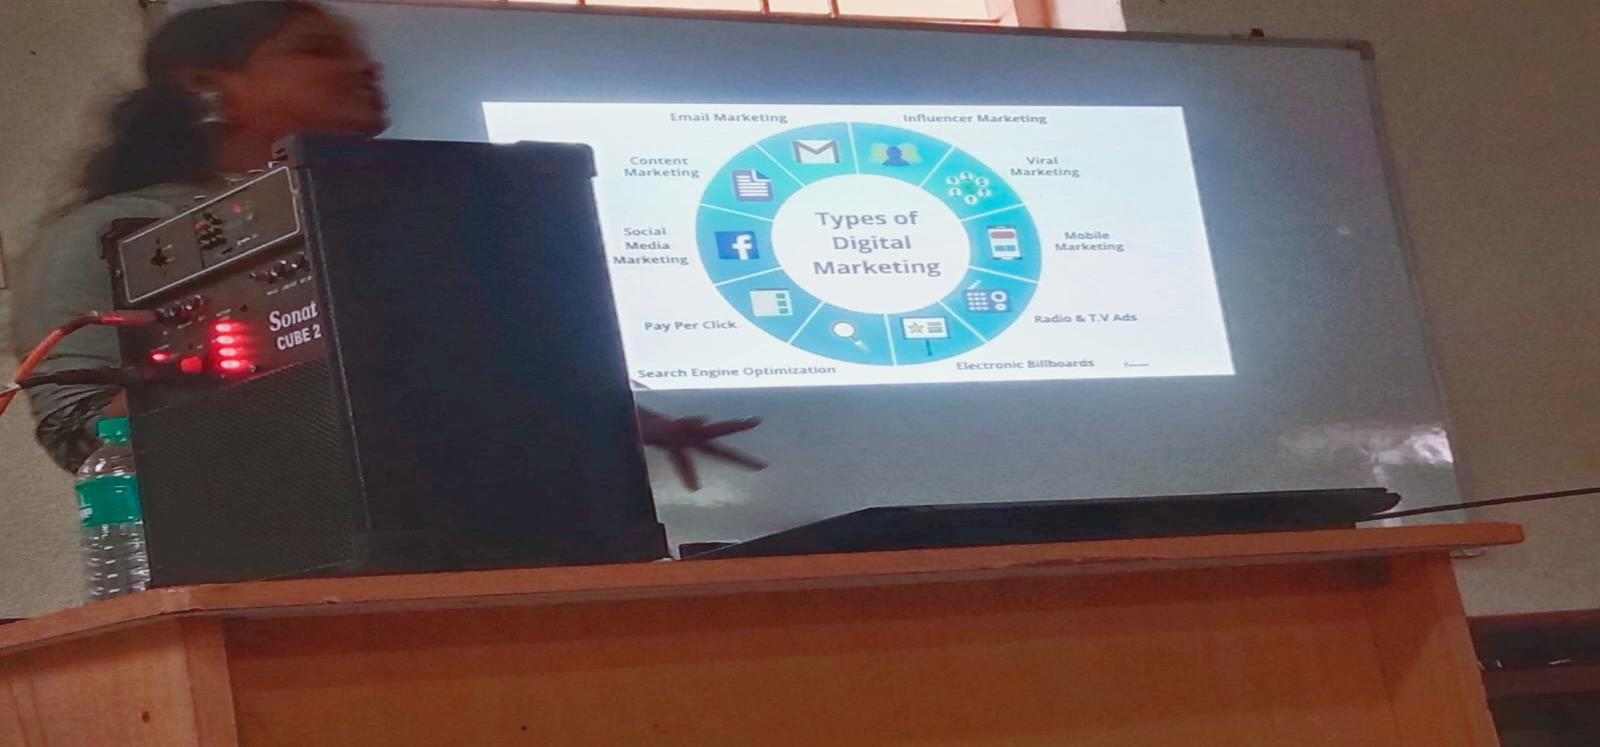 Email Marketing
Influencer Marketing
Content
Marketing
Viral
Marketing
Social
Media
Marketing
Types of
Digital
Marketing
Mobile
Marketing
Pay Per Click
Radio & T.V Ads
Search Engine Optimization
Electronic Billboards
Sonat
CUBE 2